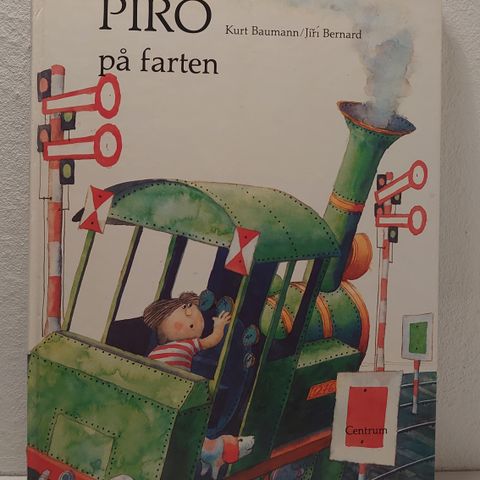 PIRO
Kurt Baumann/Jiří Bernard
på farten
Centrum